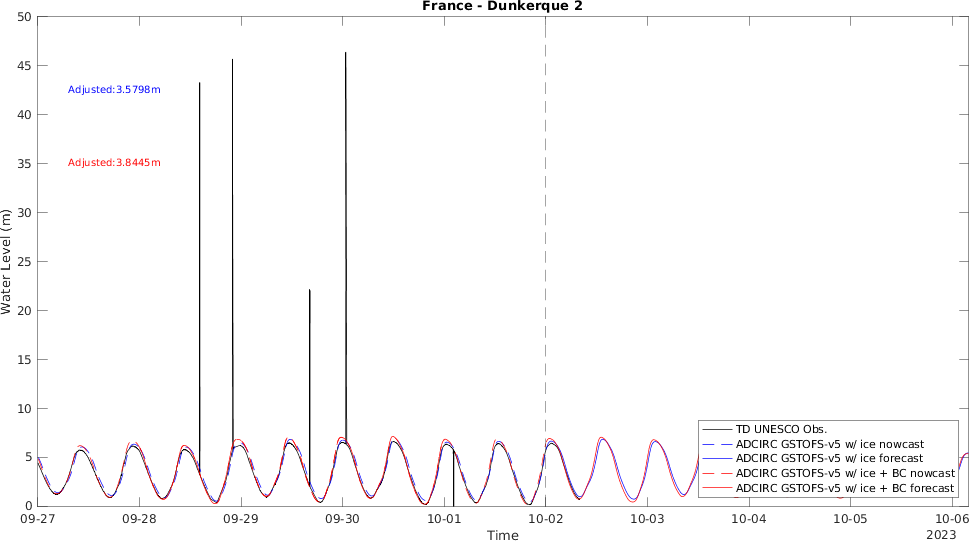 France - Dunkerque 2
50
45
40
35
30
25
20
15
10
5
0
Water Level (m)
Adjusted:3.5798m
Adjusted:3.8445m
TD UNESCO Obs.
ADCIRC GSTOFS-v5 w/ ice nowcast
ADCIRC GSTOFS-v5 w/ ice forecast
ADCIRC GSTOFS-v5 w/ ice + BC nowcast
ADCIRC GSTOFS-v5 w/ ice + BC forecast
09-27 09-28 09-29 09-30 10-01 10-02 10-03 10-04 10-05 10-06
Time
2023